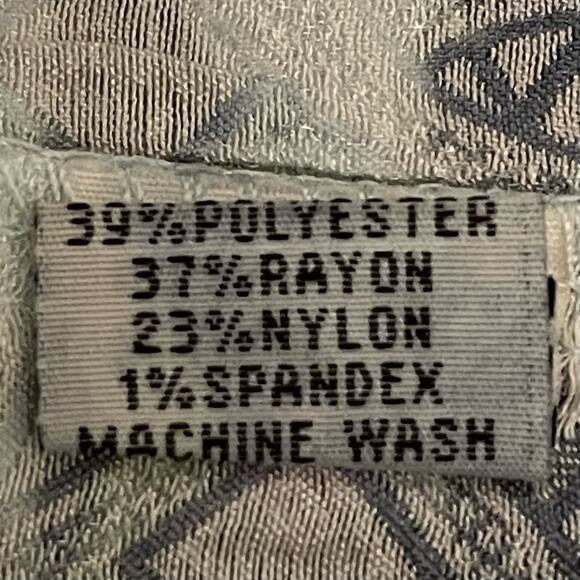 39%POLYESTER
37%RAYON
23%NYLON
1%SPANDEX
MACHINE WASH